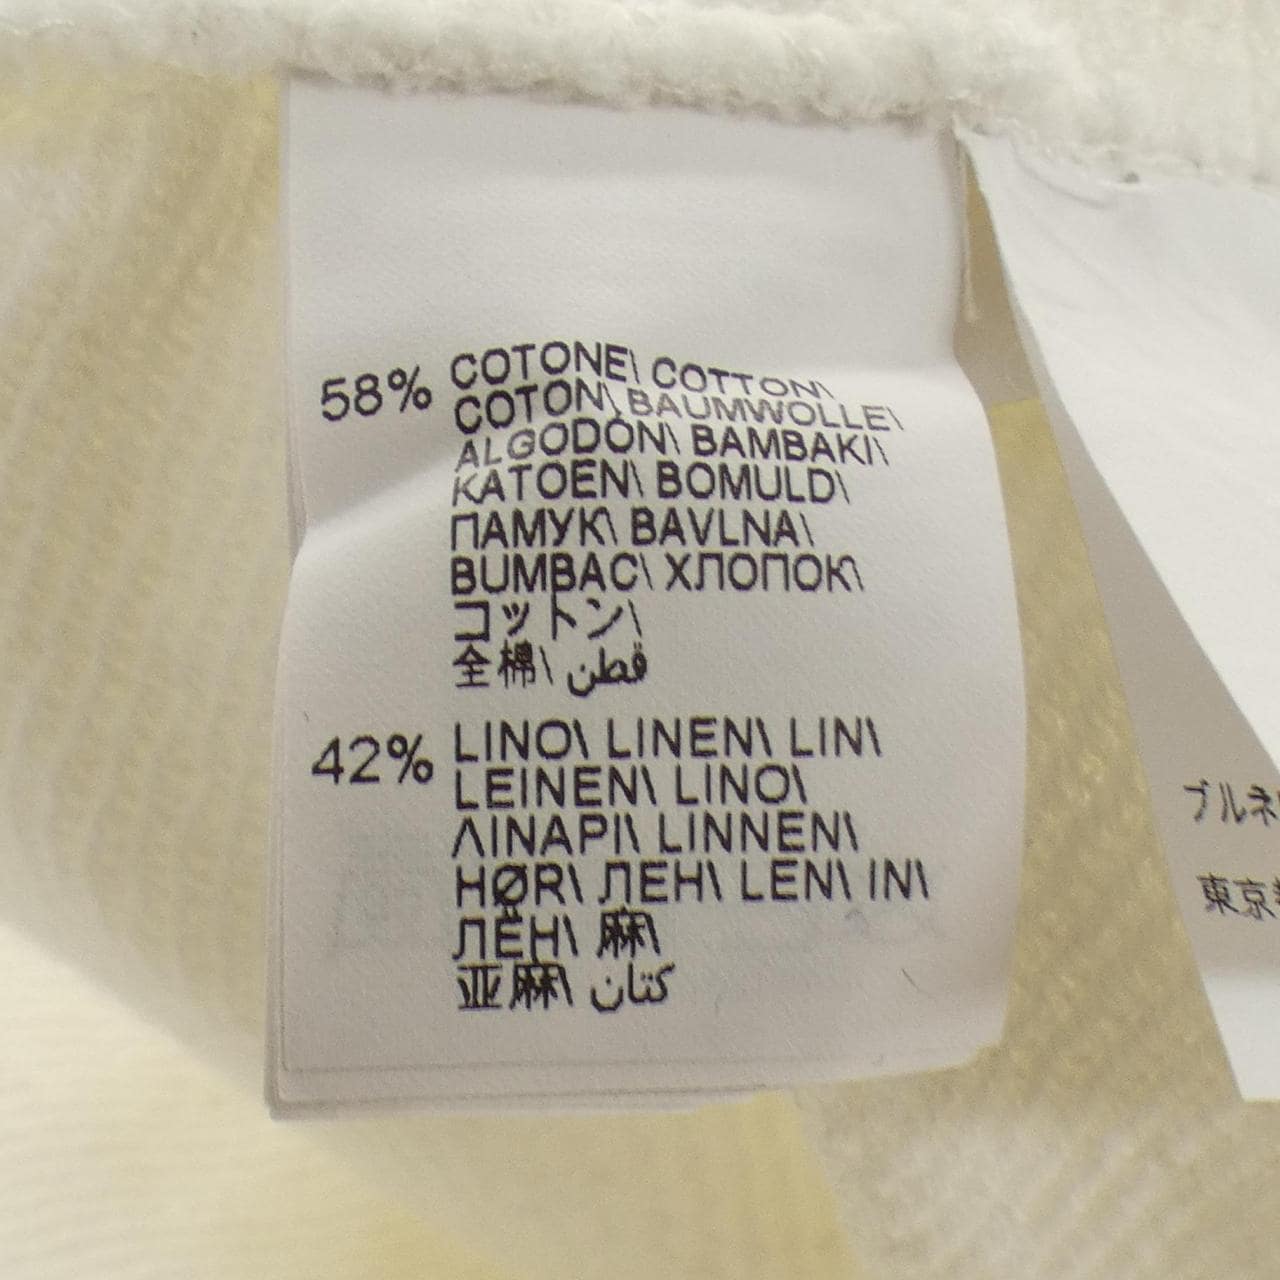 58% COTONE\ COTTON\
COTON\ BAUMWOLLE\
ALGODÓN\ BAMBAKI\
KATOEN\ BOMULD\
ПАМУК\ BAVLNA\
BUMBAC\ ХЛОПОК\
コットン\
全棉\ قطن
42% LINO\ LINEN\ LIN\
LEINEN\ LINO\
ΛΙΝΑΡΙ\ LINNEN\
HØR\ ЛЕН\ LEN\ IN\
ЛЁН\ 麻\
亚麻\ كتان
ブルネ
東京